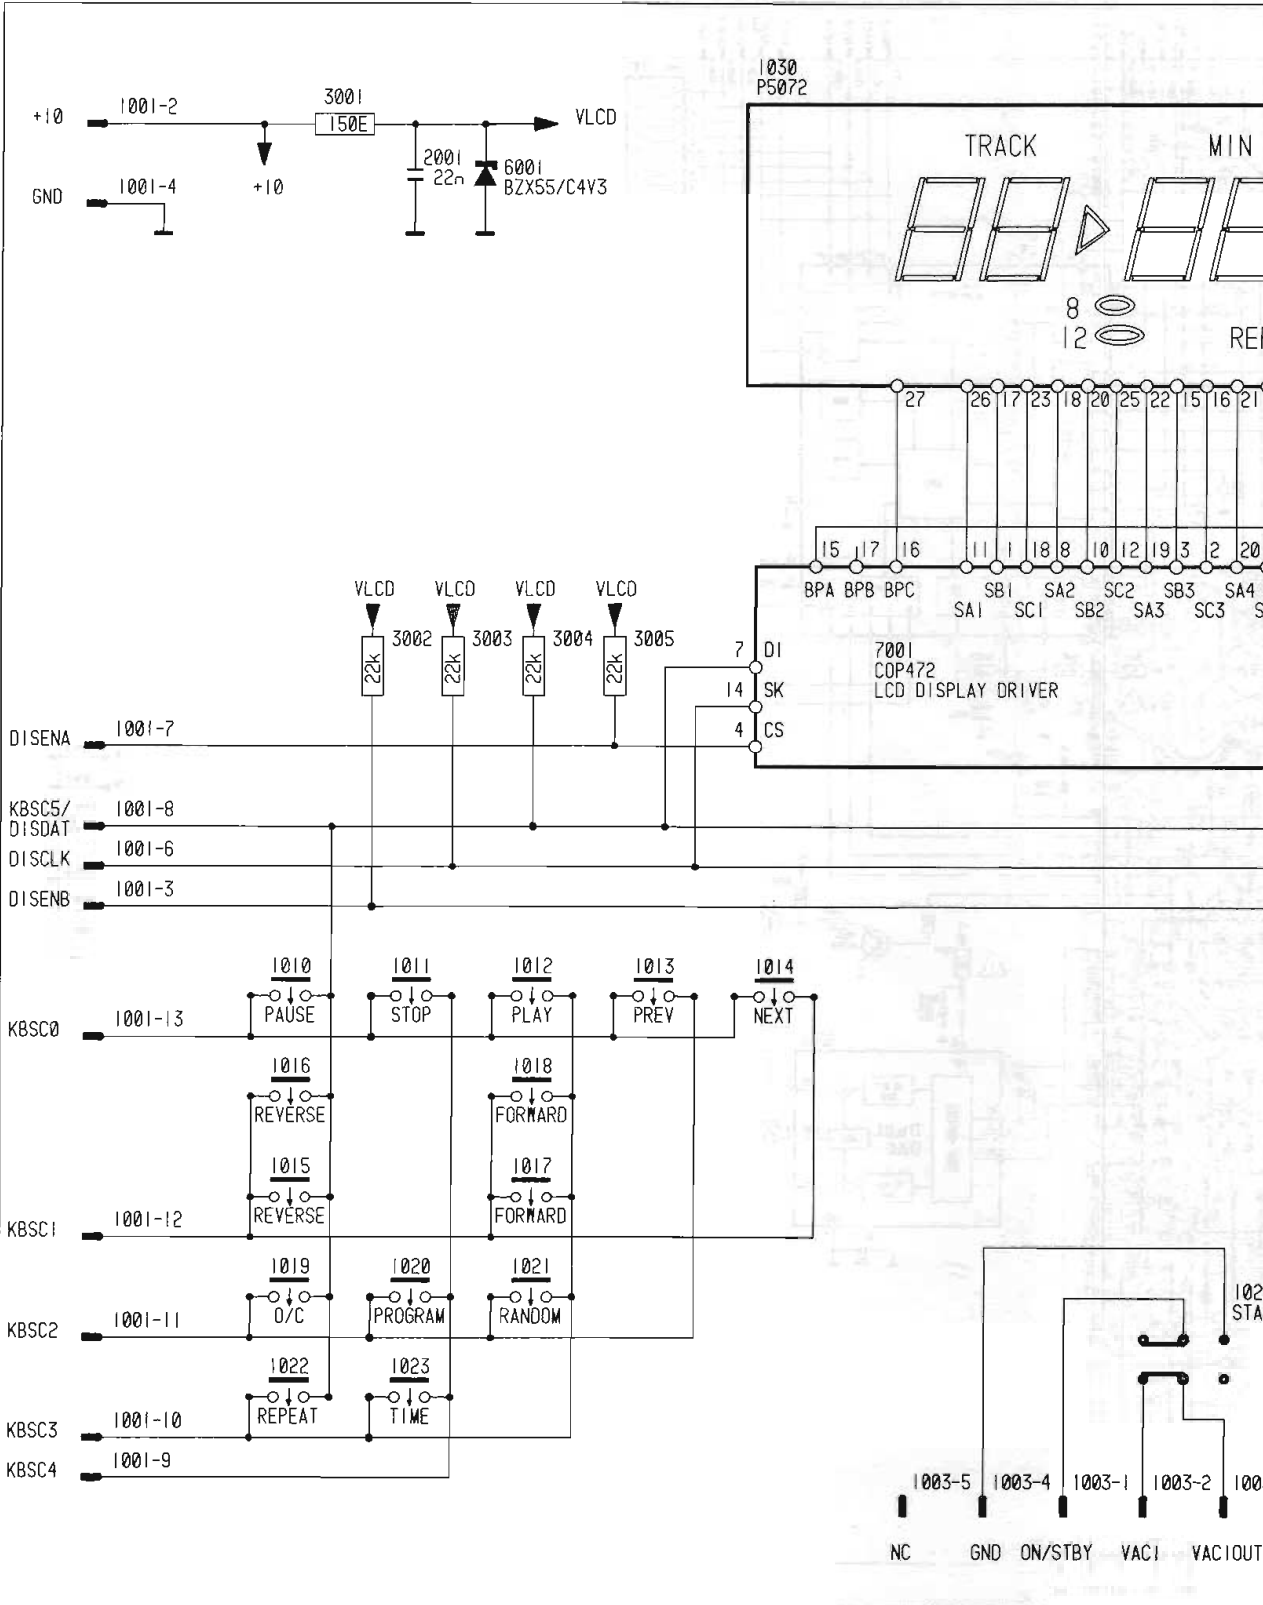 1030
P5072
+10
1001-2
3001
150E
VLCD
TRACK
MIN
GND
1001-4
+10
2001
22n
6001
BZX55/C4V3
8
12
27 26 17 23 18 20 25 22 15 16 21
15 17 16 11 1 18 8 10 12 19 3 2 20
BPA BPB BPC SB1 SA2 SC2 SB3 SA4
SA1 SC1 SB2 SA3 SC3
VLCD VLCD VLCD VLCD
3002 3003 3004 3005
22k 22k 22k 22k
7 DI
7001
COP472
LCD DISPLAY DRIVER
14 SK
4 CS
DISENA 1001-7
KBSC5/
DISDAT 1001-8
DISCLK 1001-6
DISENB 1001-3
1010 1011 1012 1013 1014
PAUSE STOP PLAY PREV NEXT
KBSC0 1001-13
1016 1018
REVERSE FORWARD
1015 1017
REVERSE FORWARD
KBSC1 1001-12
1019 1020 1021
O/C PROGRAM RANDOM
KBSC2 1001-11
1022 1023
REPEAT TIME
KBSC3 1001-10
KBSC4 1001-9
1003-5 1003-4 1003-1 1003-2
NC GND ON/STBY VAC1 VAC1OUT